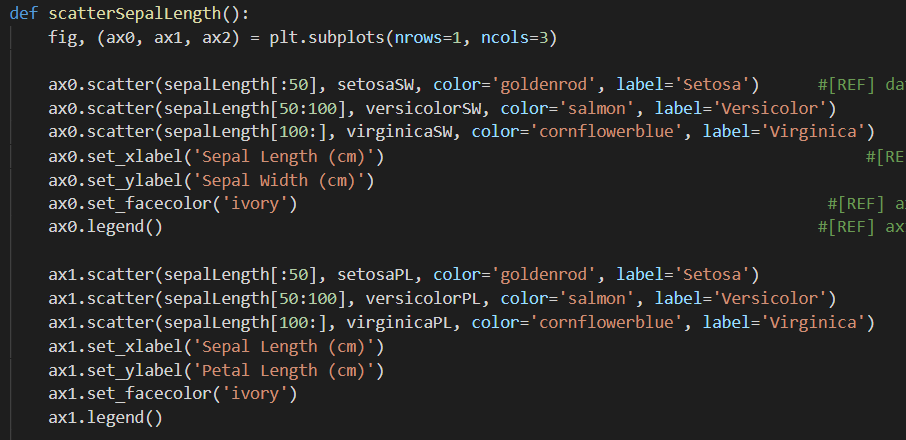 def scatterSepalLength():
    fig, (ax0, ax1, ax2) = plt.subplots(nrows=1, ncols=3)

    ax0.scatter(sepalLength[:50], setosaSW, color='goldenrod', label='Setosa')      #[REF]
    ax0.scatter(sepalLength[50:100], versicolorSW, color='salmon', label='Versicolor')
    ax0.scatter(sepalLength[100:], virginicaSW, color='cornflowerblue', label='Virginica')
    ax0.set_xlabel('Sepal Length (cm)')                                                  #[RE
    ax0.set_ylabel('Sepal Width (cm)')
    ax0.set_facecolor('ivory')                                                       #[REF]
    ax0.legend()                                                                    #[REF] ax

    ax1.scatter(sepalLength[:50], setosaPL, color='goldenrod', label='Setosa')
    ax1.scatter(sepalLength[50:100], versicolorPL, color='salmon', label='Versicolor')
    ax1.scatter(sepalLength[100:], virginicaPL, color='cornflowerblue', label='Virginica')
    ax1.set_xlabel('Sepal Length (cm)')
    ax1.set_ylabel('Petal Length (cm)')
    ax1.set_facecolor('ivory')
    ax1.legend()